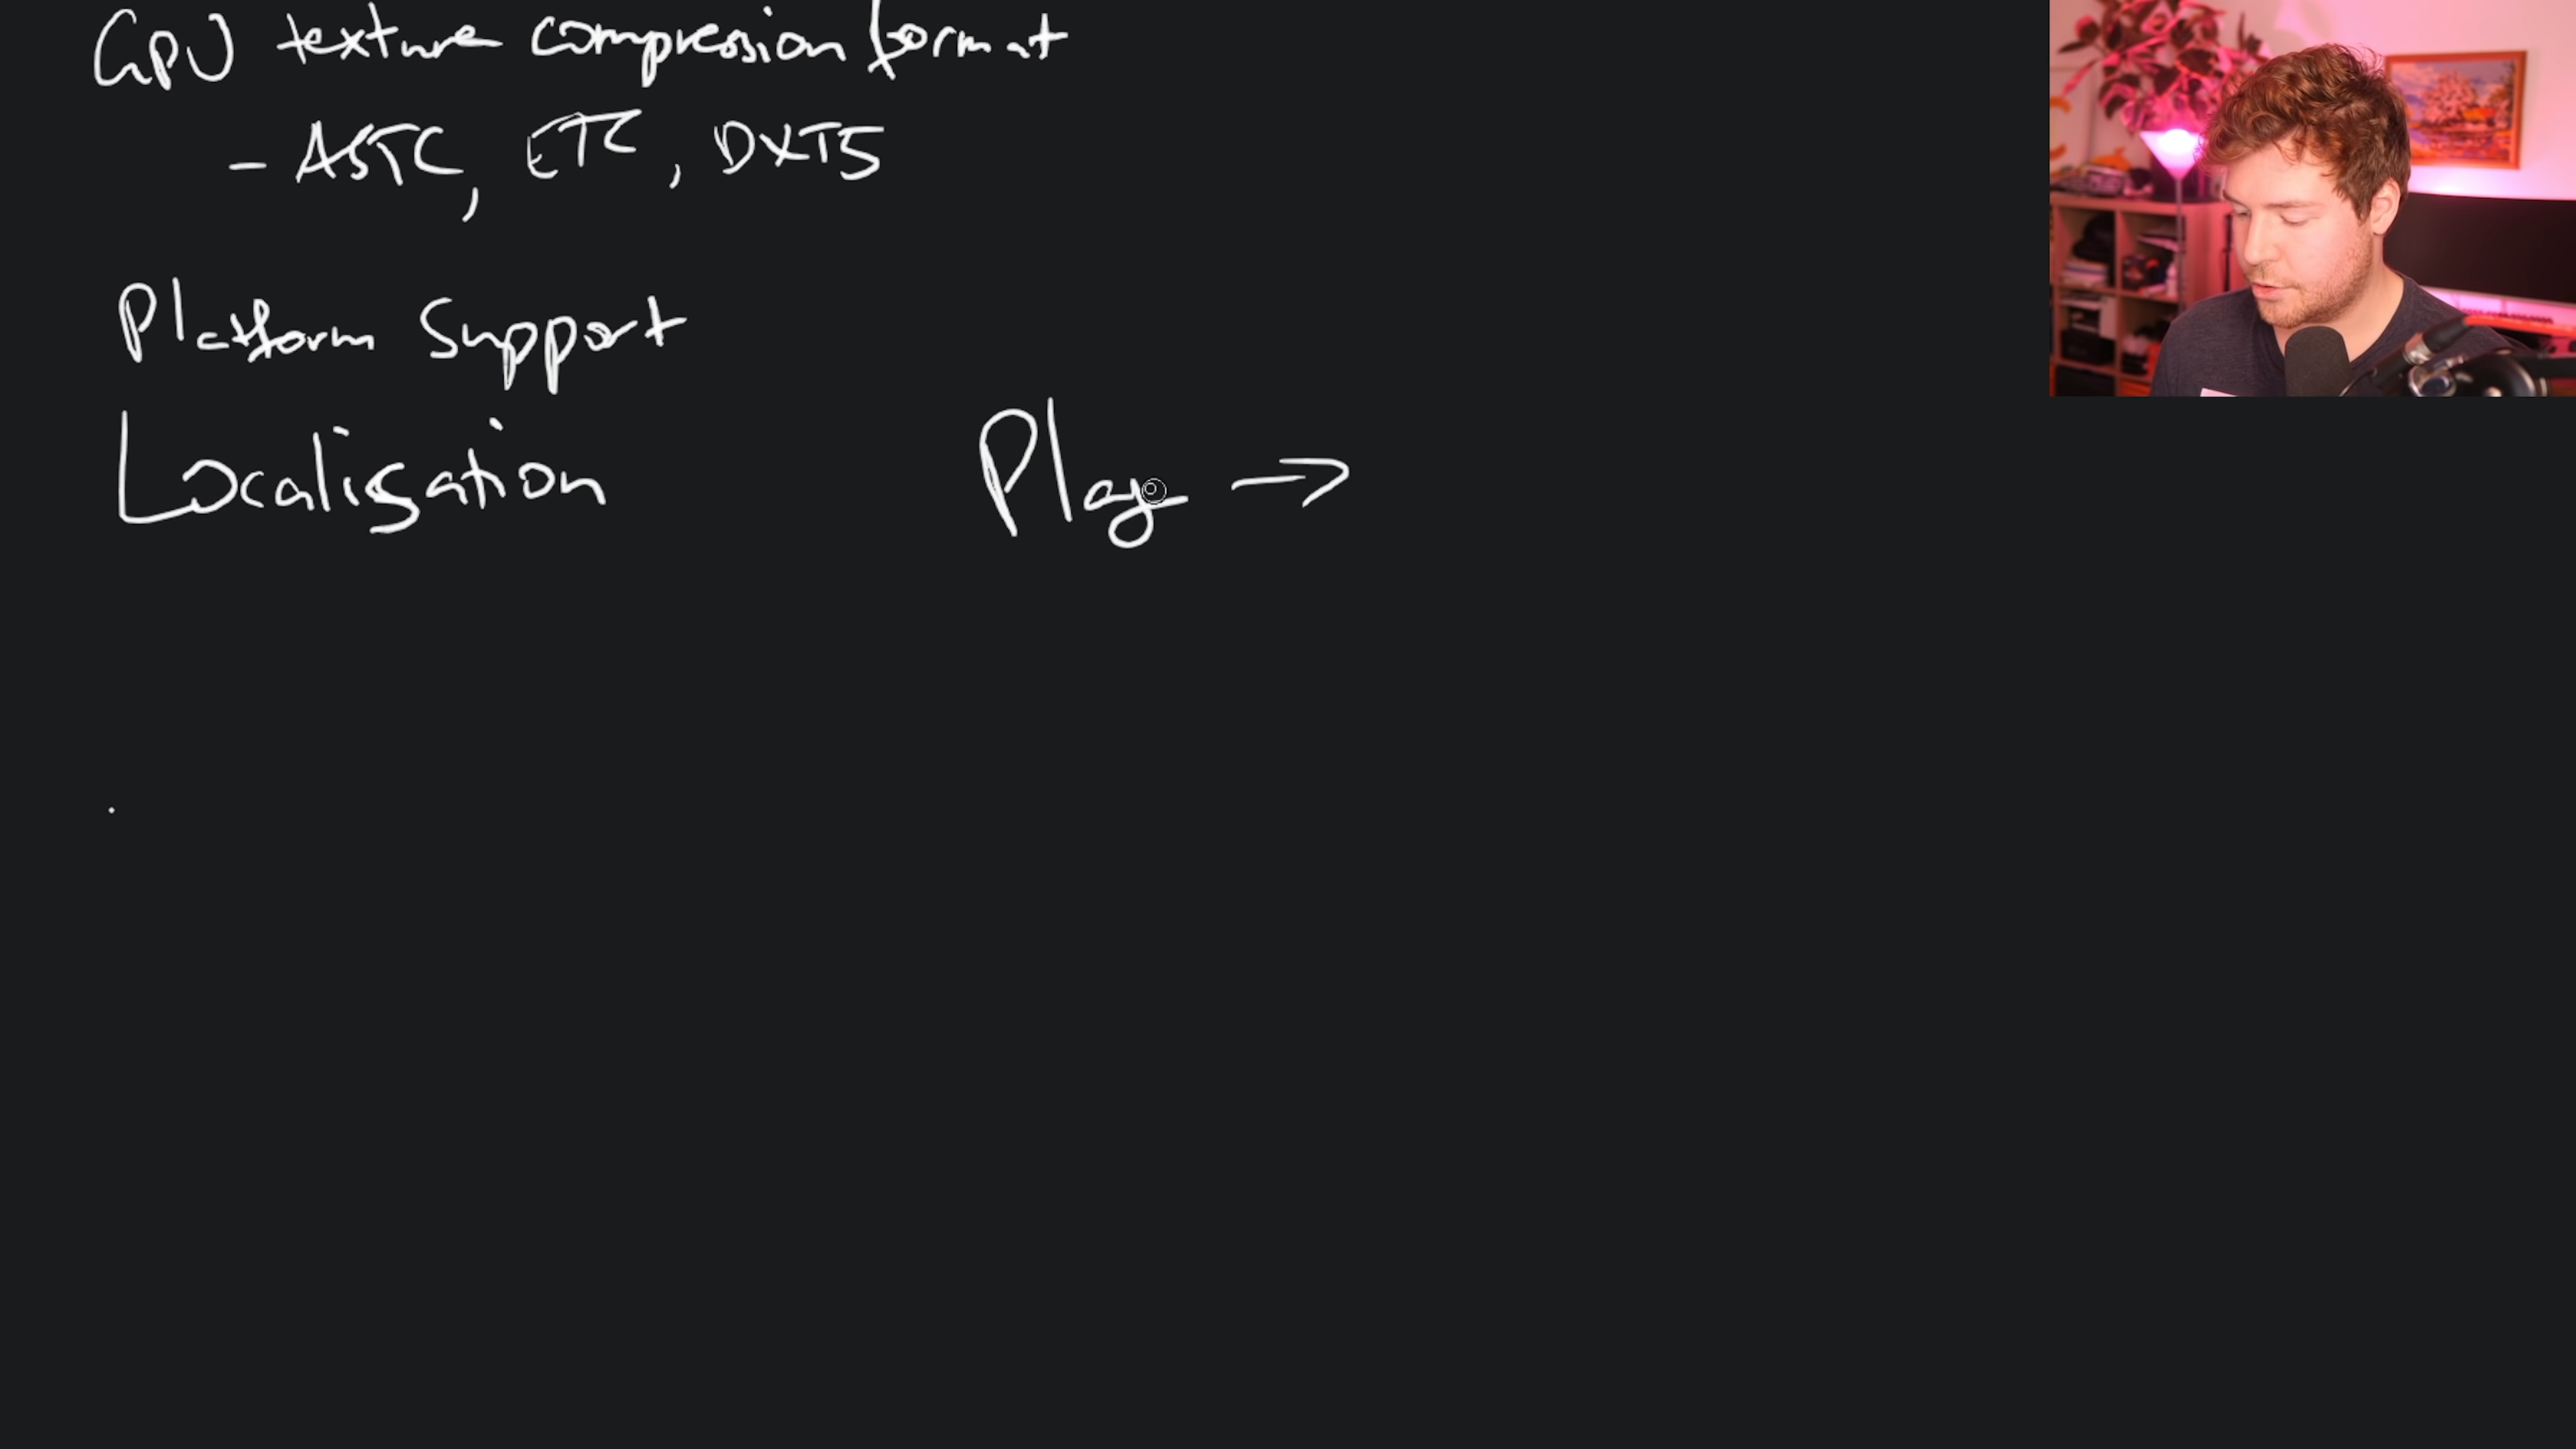 GPU texture compression format
- ASTC, ETC, DXT5
Platform Support
Localisation
Play →